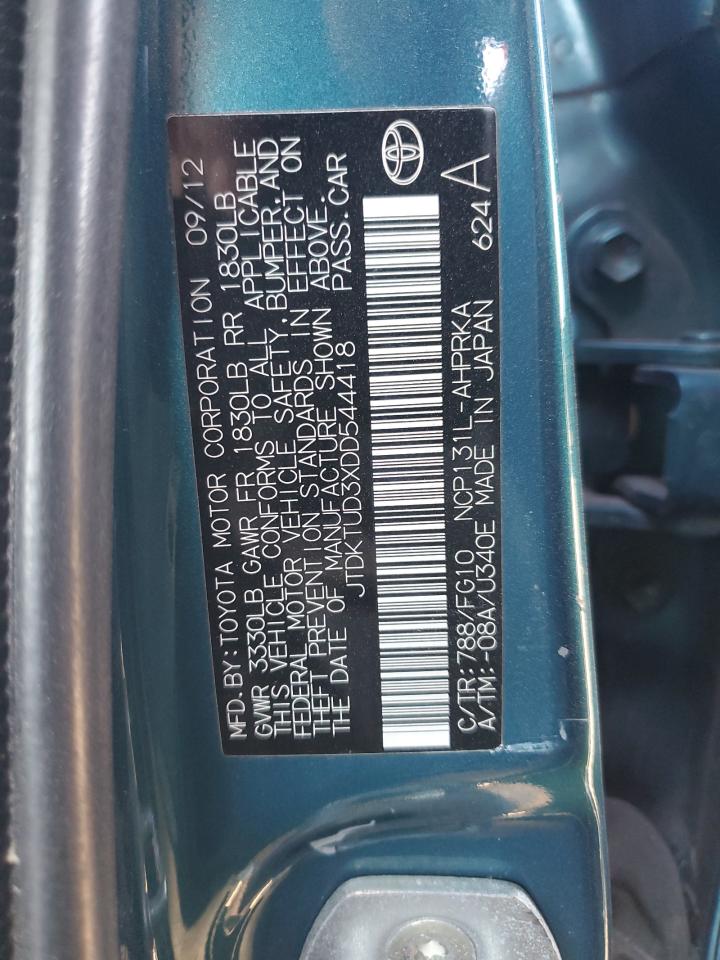 MFD.BY:TOYOTA MOTOR CORPORATION 09/12
GVWR 3330LB GAWR FR 1830LB RR 1830LB
THIS VEHICLE CONFORMS TO ALL APPLICABLE
FEDERAL MOTOR VEHICLE SAFETY,BUMPER,AND
THEFT PREVENTION STANDARDS IN EFFECT ON
THE DATE OF MANUFACTURE SHOWN ABOVE.
JTDKTUD3XDD544418 PASS.CAR
C/TR:788/FG10 NCP131L-AHPRKA 624A
A/TM:-08A/U340E MADE IN JAPAN